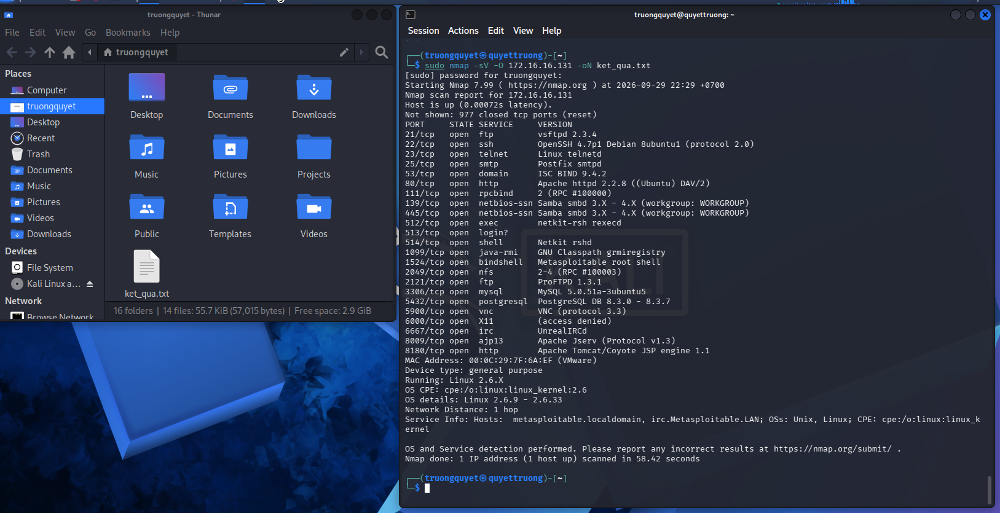 truongquyet - Thunar
File Edit View Go Bookmarks Help
truongquyet
Places
Computer
truongquyet
Desktop
Recent
Trash
Documents
Music
Pictures
Videos
Downloads
Devices
File System
Kali Linux a...
Network
Browse Network
Desktop
Documents
Downloads
Music
Pictures
Projects
Public
Templates
Videos
ket_qua.txt
16 folders | 14 files: 55.7 KiB (57,015 bytes) | Free space: 2.9 GiB
truongquyet@quyettruong: ~
Session Actions Edit View Help
┌──(truongquyet㉿quyettruong)-[~]
└─$ sudo nmap -sV -O 172.16.16.131 -oN ket_qua.txt
[sudo] password for truongquyet:
Starting Nmap 7.99 ( https://nmap.org ) at 2026-09-29 22:29 +0700
Nmap scan report for 172.16.16.131
Host is up (0.00072s latency).
Not shown: 977 closed tcp ports (reset)
PORT     STATE SERVICE     VERSION
21/tcp   open  ftp         vsftpd 2.3.4
22/tcp   open  ssh         OpenSSH 4.7p1 Debian 8ubuntu1 (protocol 2.0)
23/tcp   open  telnet      Linux telnetd
25/tcp   open  smtp        Postfix smtpd
53/tcp   open  domain      ISC BIND 9.4.2
80/tcp   open  http        Apache httpd 2.2.8 ((Ubuntu) DAV/2)
111/tcp  open  rpcbind     2 (RPC #100000)
139/tcp  open  netbios-ssn Samba smbd 3.X - 4.X (workgroup: WORKGROUP)
445/tcp  open  netbios-ssn Samba smbd 3.X - 4.X (workgroup: WORKGROUP)
512/tcp  open  exec        netkit-rsh rexecd
513/tcp  open  login?
514/tcp  open  shell       Netkit rshd
1099/tcp open  java-rmi    GNU Classpath grmiregistry
1524/tcp open  bindshell   Metasploitable root shell
2049/tcp open  nfs         2-4 (RPC #100003)
2121/tcp open  ftp         ProFTPD 1.3.1
3306/tcp open  mysql       MySQL 5.0.51a-3ubuntu5
5432/tcp open  postgresql  PostgreSQL DB 8.3.0 - 8.3.7
5900/tcp open  vnc         VNC (protocol 3.3)
6000/tcp open  X11         (access denied)
6667/tcp open  irc         UnrealIRCd
8009/tcp open  ajp13       Apache Jserv (Protocol v1.3)
8180/tcp open  http        Apache Tomcat/Coyote JSP engine 1.1
MAC Address: 00:0C:29:7F:6A:EF (VMware)
Device type: general purpose
Running: Linux 2.6.X
OS CPE: cpe:/o:linux:linux_kernel:2.6
OS details: Linux 2.6.9 - 2.6.33
Network Distance: 1 hop
Service Info: Hosts:  metasploitable.localdomain, irc.Metasploitable.LAN; OSs: Unix, Linux; CPE: cpe:/o:linux:linux_k
ernel
OS and Service detection performed. Please report any incorrect results at https://nmap.org/submit/ .
Nmap done: 1 IP address (1 host up) scanned in 58.42 seconds
┌──(truongquyet㉿quyettruong)-[~]
└─$